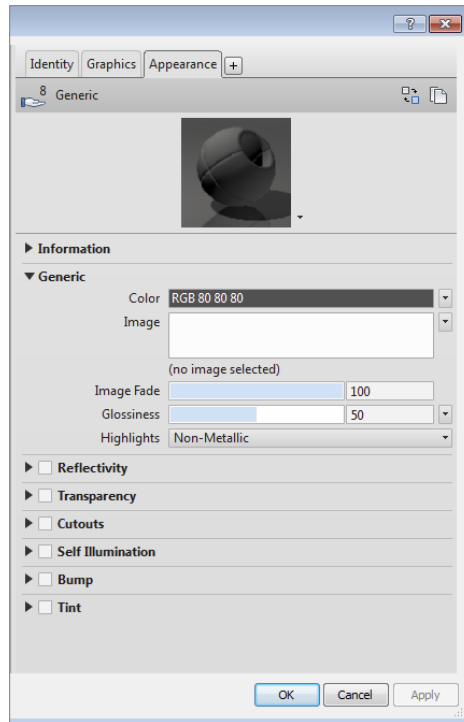 ?
Identity Graphics Appearance +
8 Generic
Information
Generic
Color RGB 80 80 80
Image
(no image selected)
Image Fade 100
Glossiness 50
Highlights Non-Metallic
Reflectivity
Transparency
Cutouts
Self Illumination
Bump
Tint
OK Cancel Apply